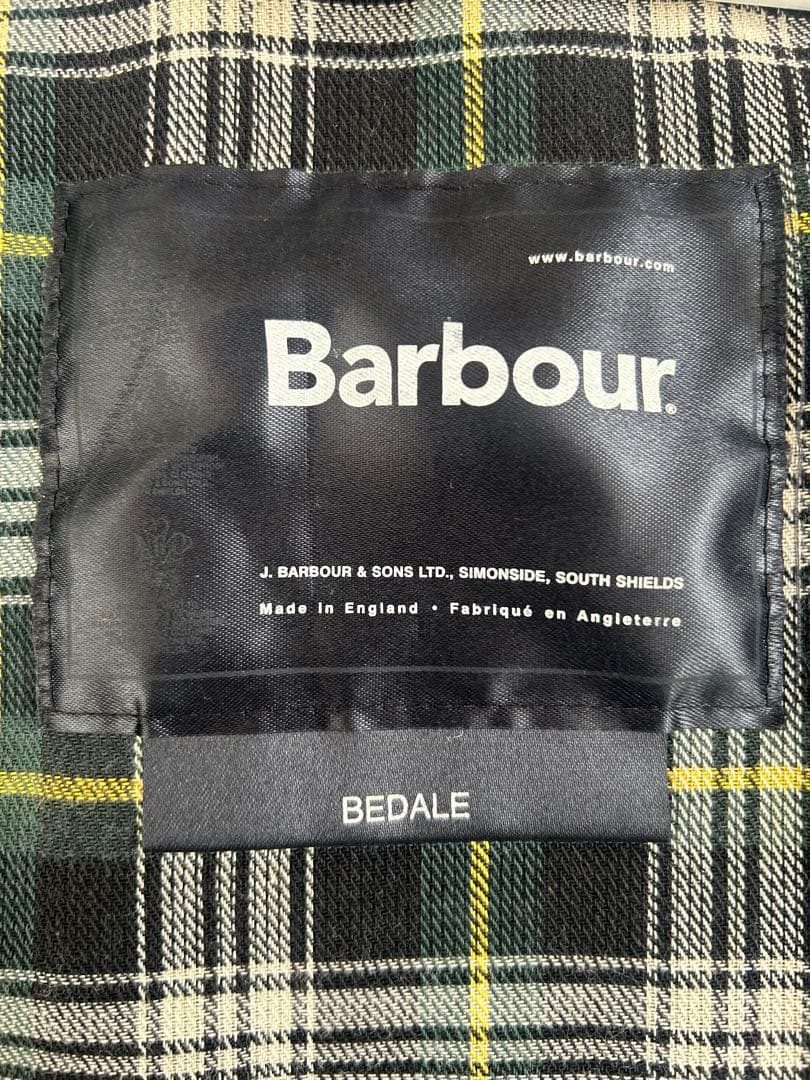 www.barbour.com
Barbour.
J. BARBOUR & SONS LTD., SIMONSIDE, SOUTH SHIELDS
Made in England • Fabriqué en Angleterre
BEDALE